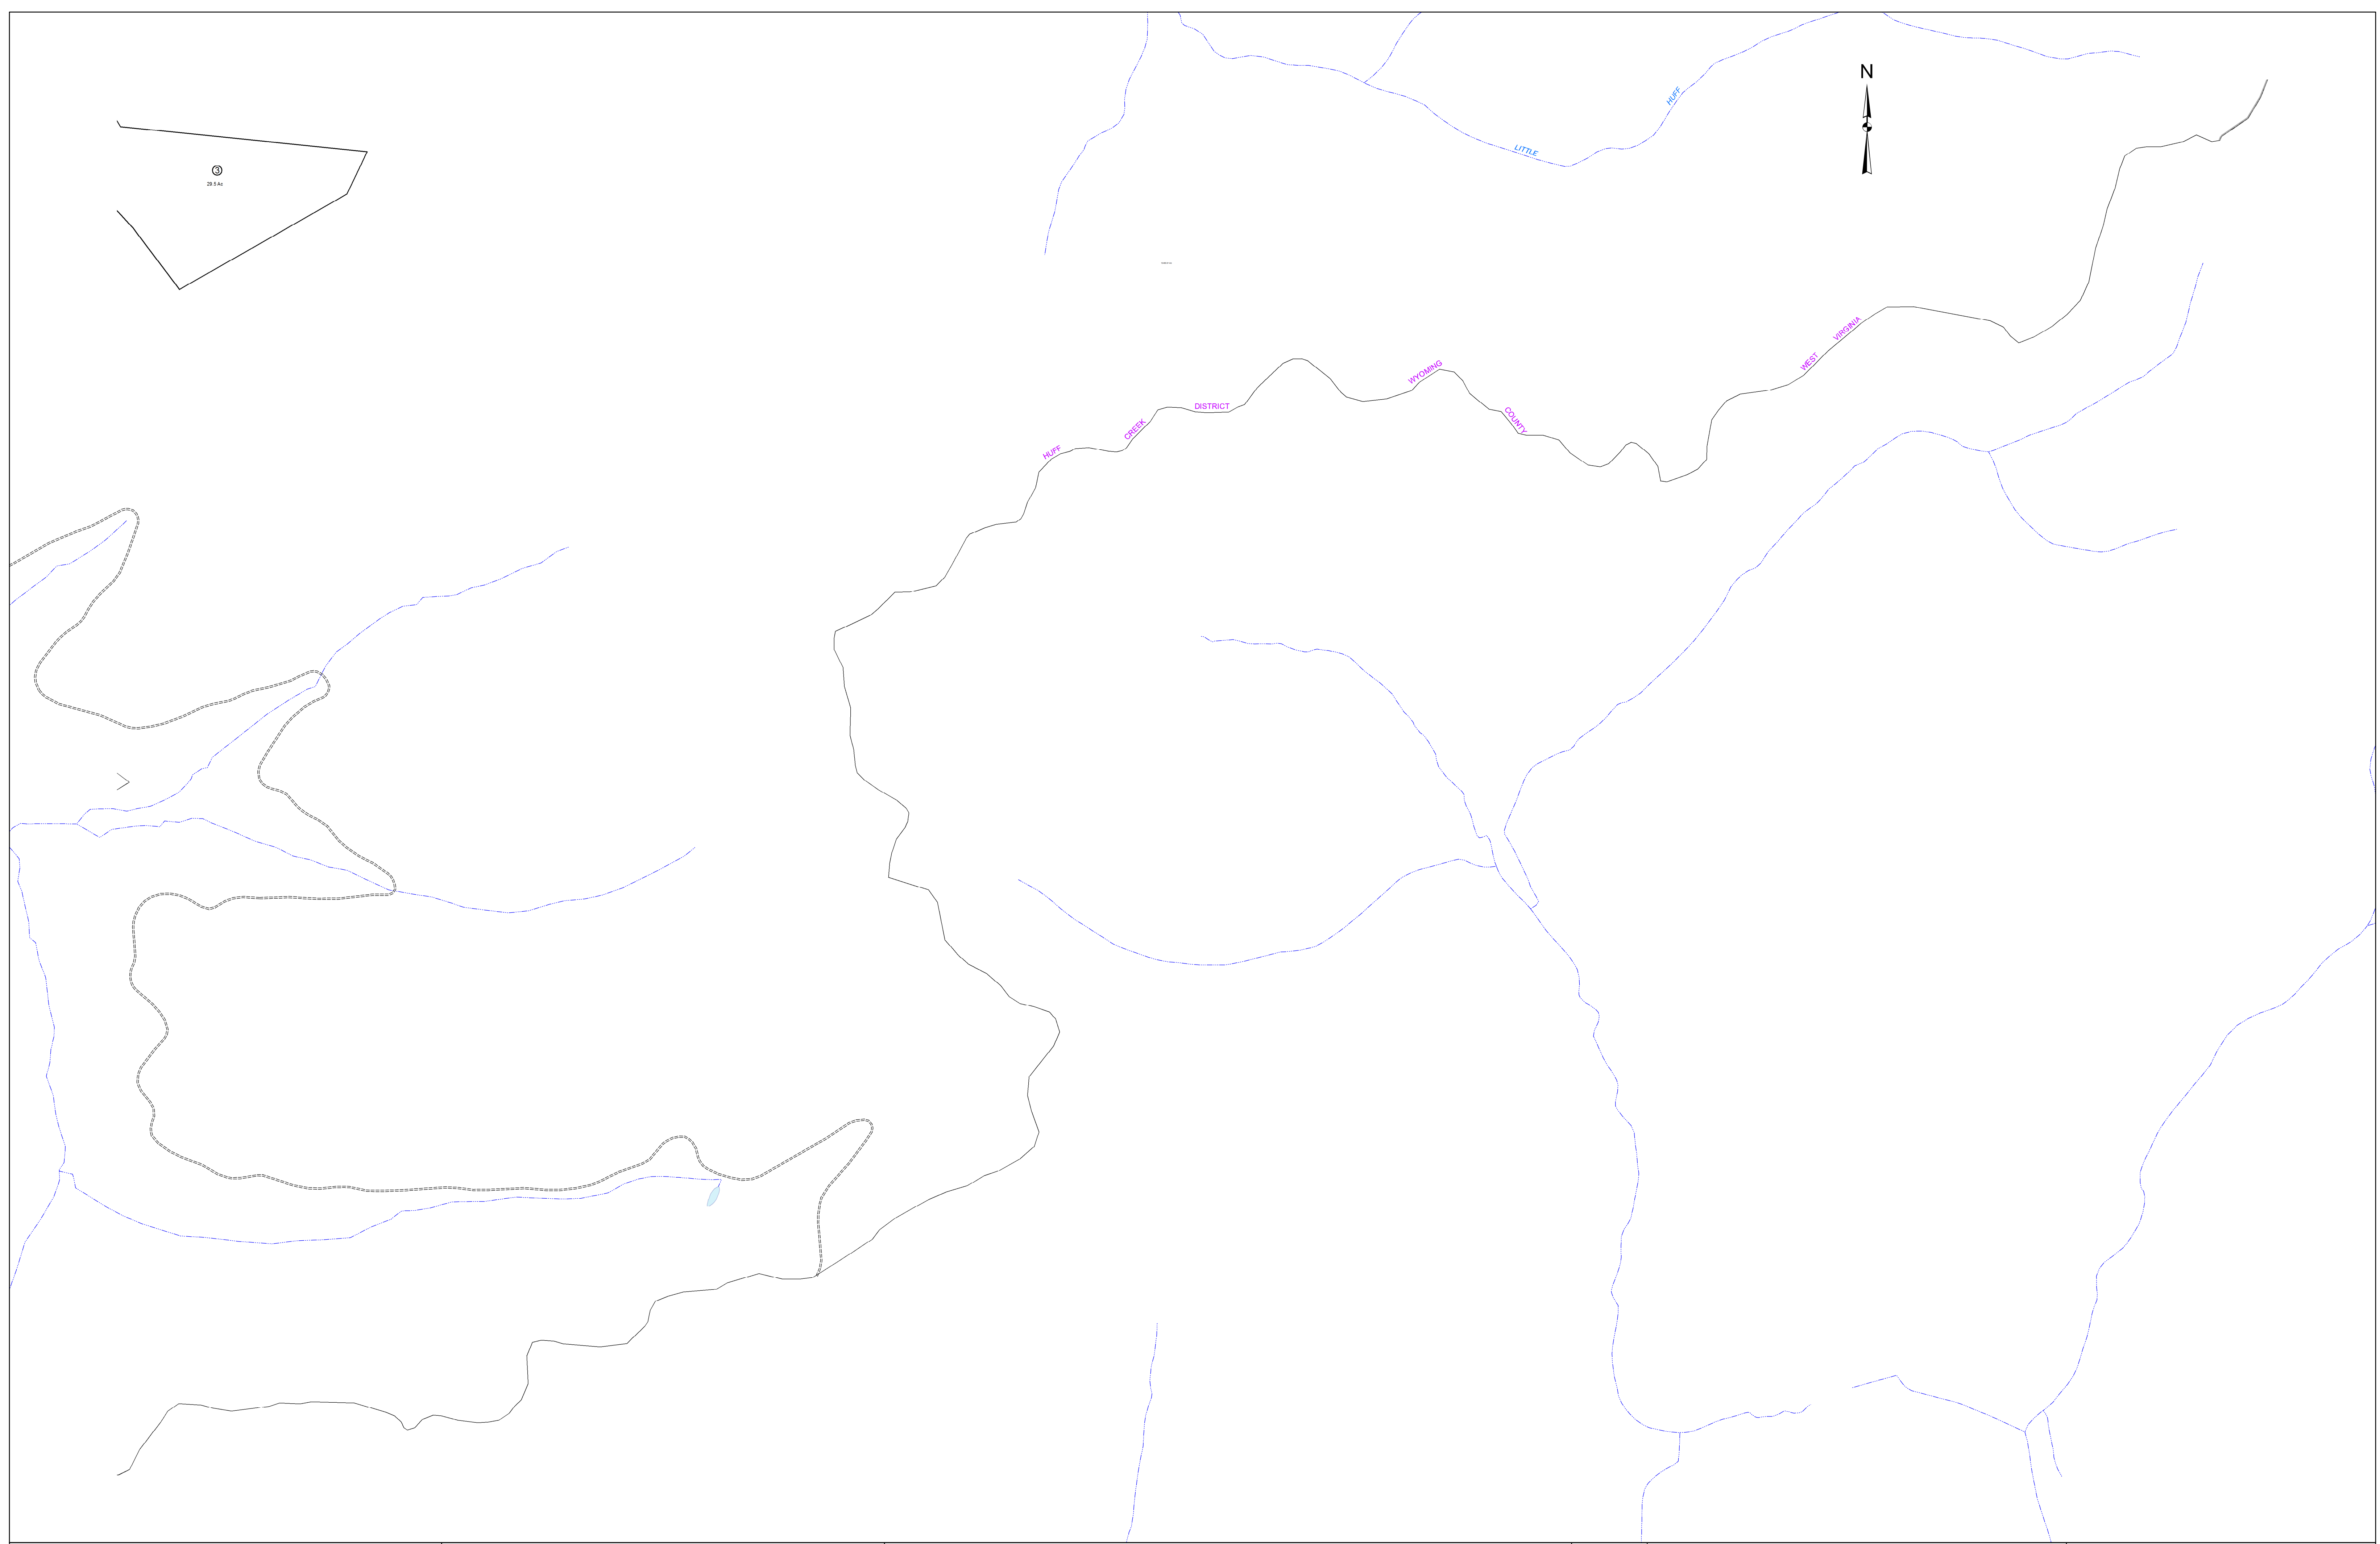 N
HUFF
LITTLE
3
29.5 Ac
VIRGINIA
WEST
WYOMING
DISTRICT
COUNTY
CREEK
HUFF